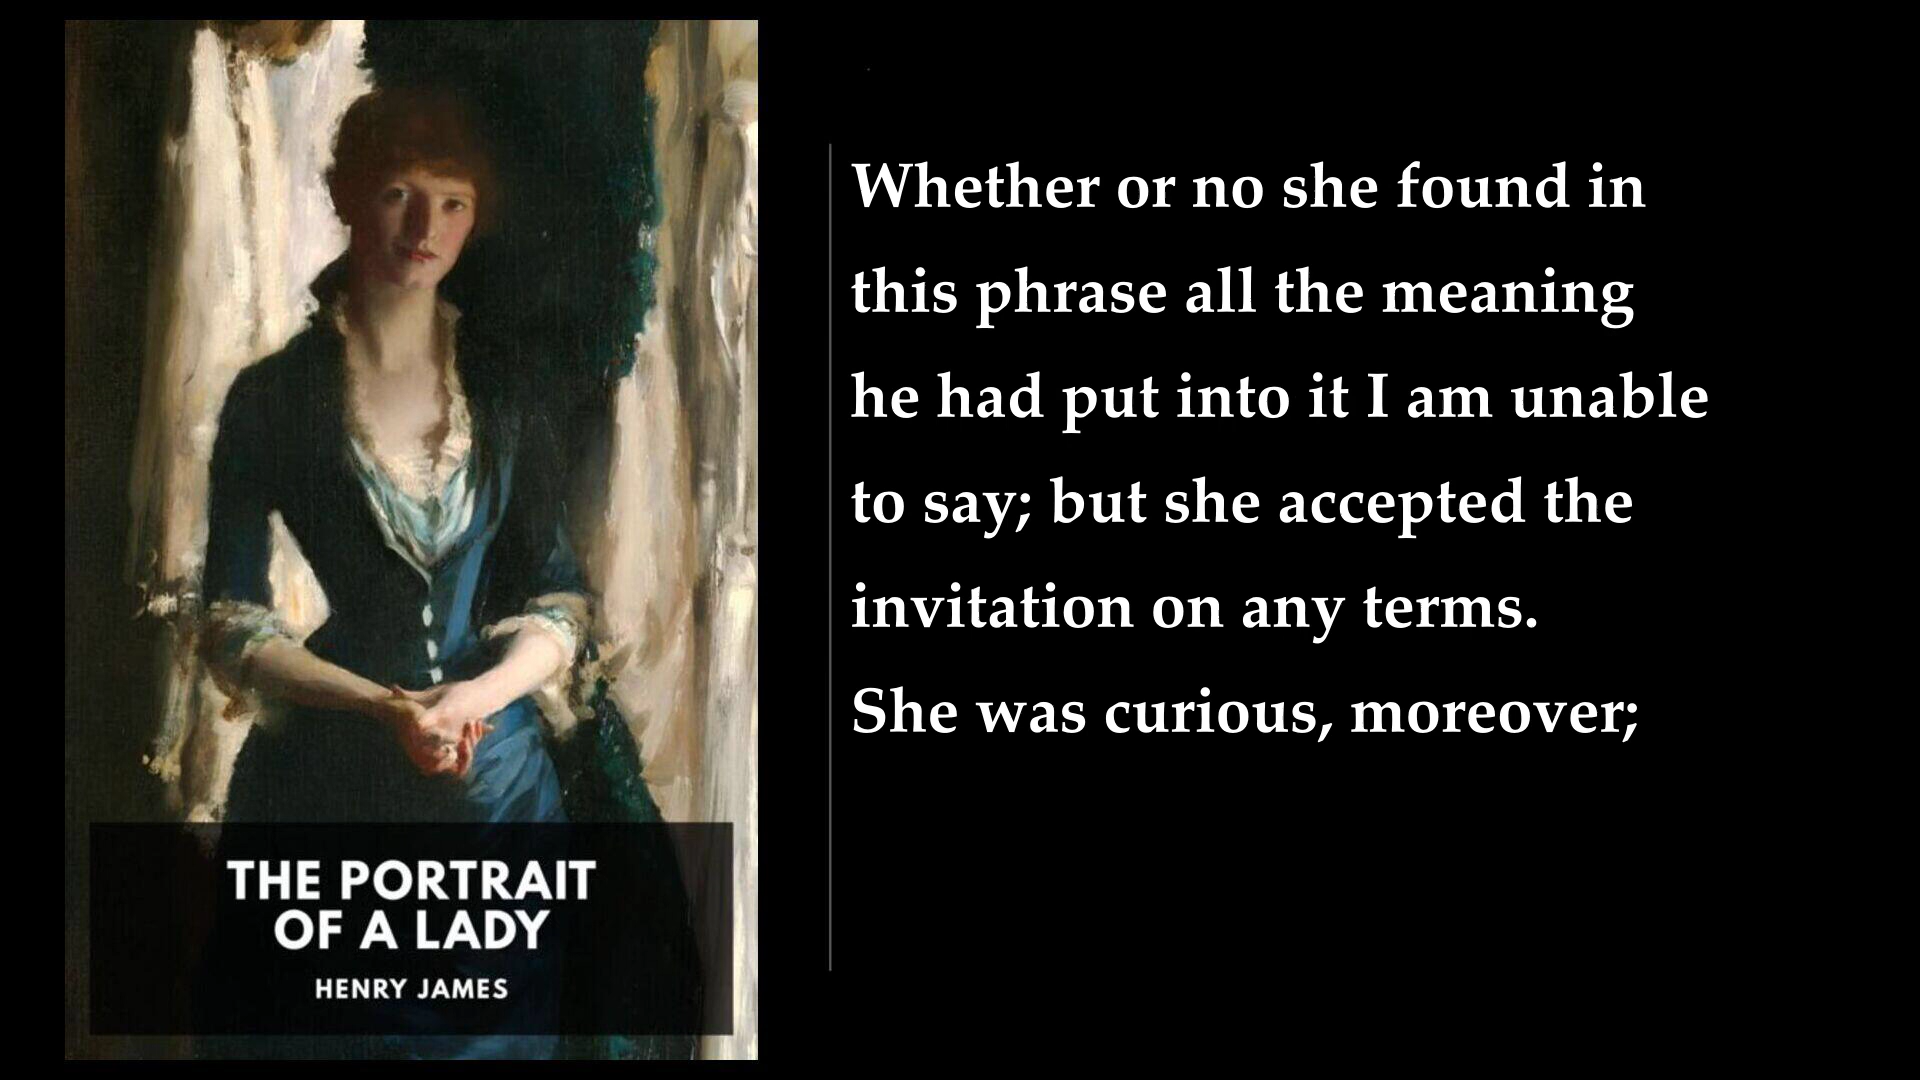 THE PORTRAIT
OF A LADY
HENRY JAMES
Whether or no she found in
this phrase all the meaning
he had put into it I am unable
to say; but she accepted the
invitation on any terms.
She was curious, moreover;